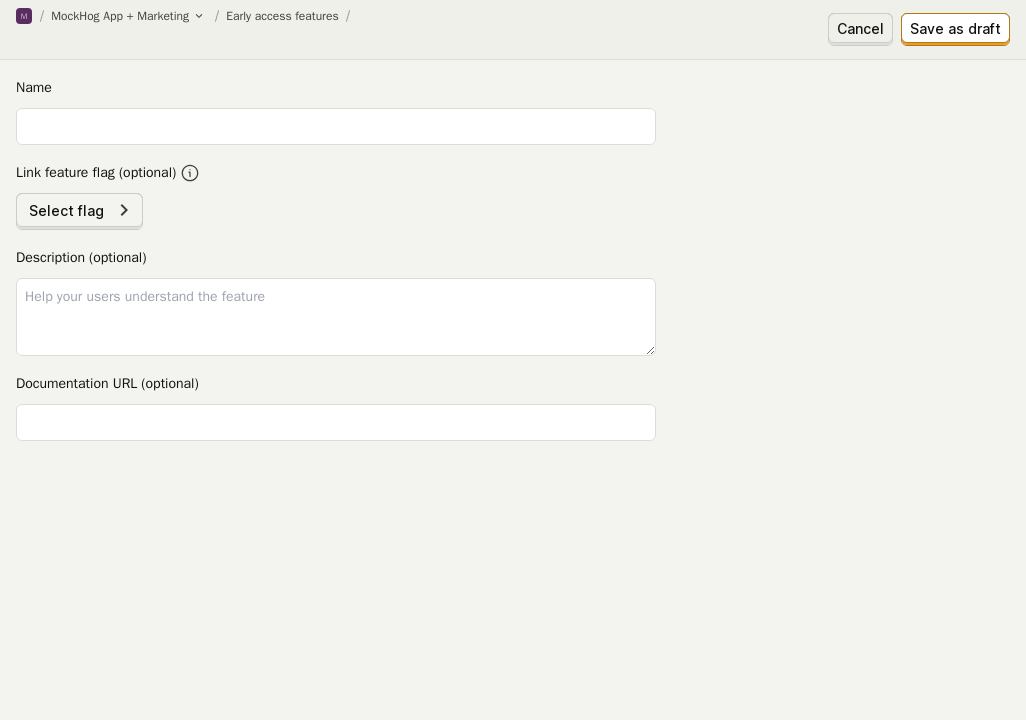 M / MockHog App + Marketing / Early access features /
Cancel
Save as draft
Name
Link feature flag (optional)
Select flag
Description (optional)
Help your users understand the feature
Documentation URL (optional)